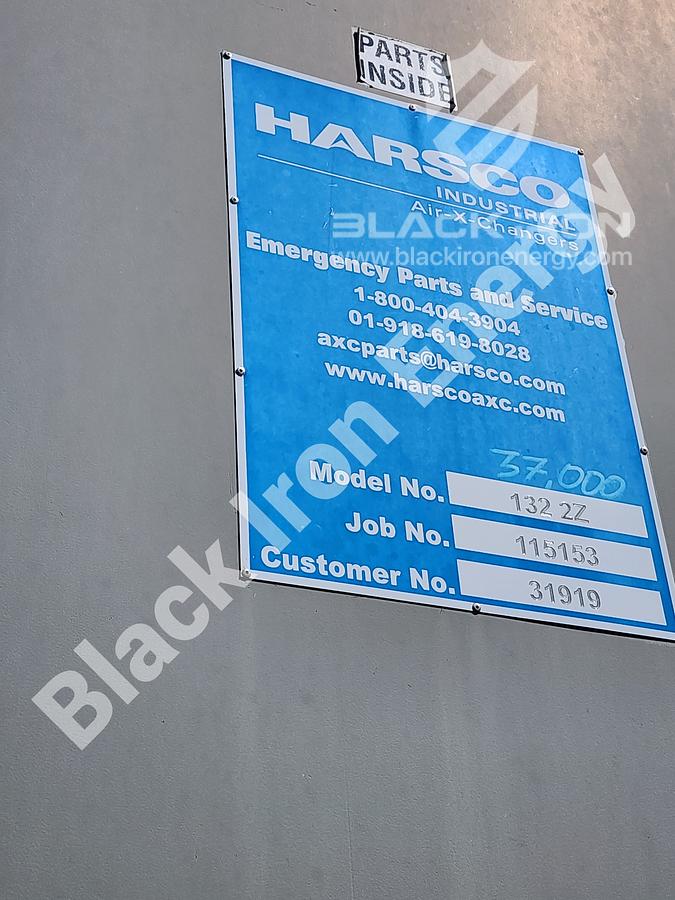 PARTS
INSIDE
HARSCO
INDUSTRIAL
Air-X-Changers
BLACK IRON
www.blackironenergy.com
Emergency Parts and Service
1-800-404-3904
01-918-619-8028
axcparts@harsco.com
www.harscoaxc.com
37,000
Model No. 132 2Z
Job No. 115153
Customer No. 31919
Black Iron Energy